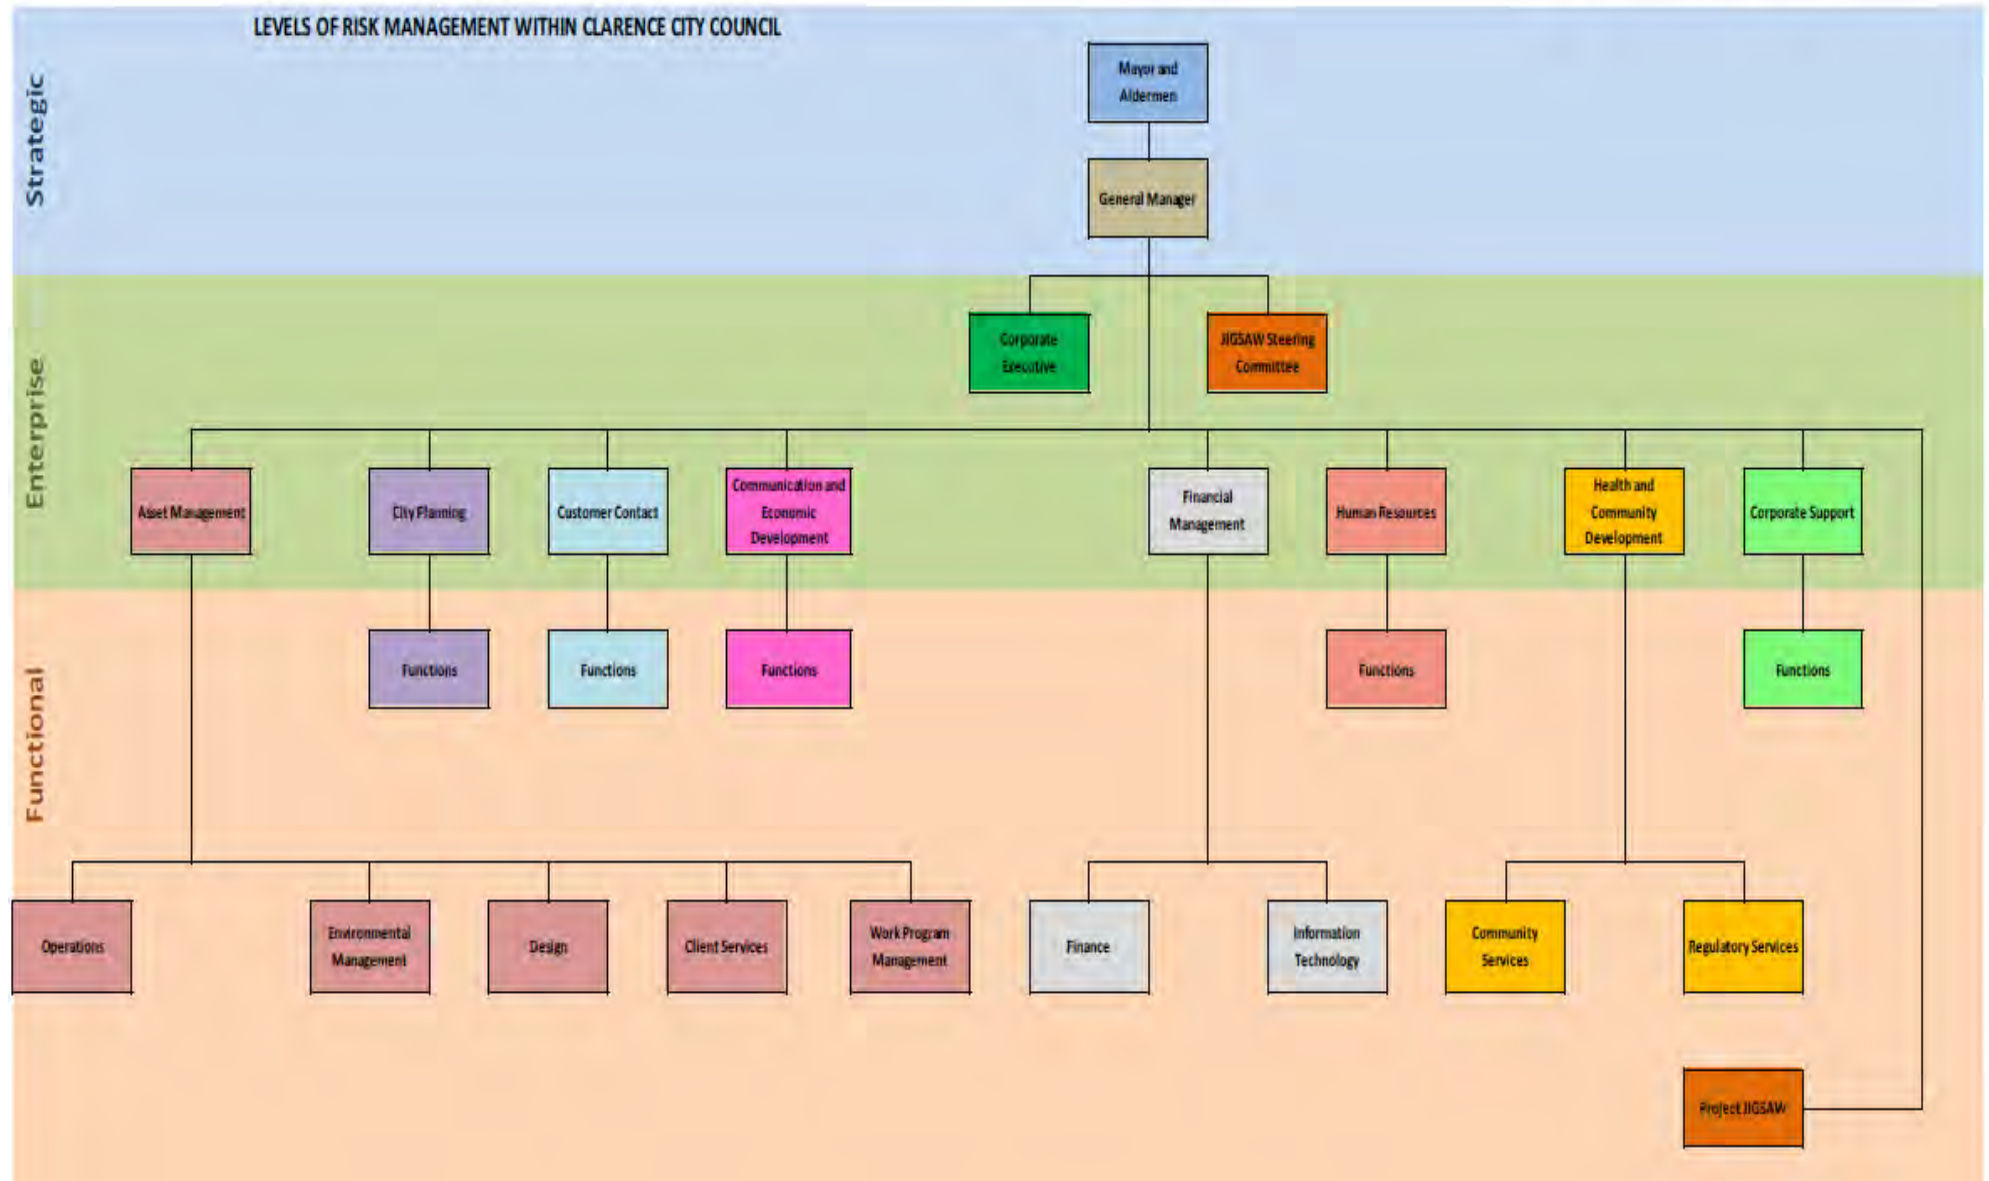 LEVELS OF RISK MANAGEMENT WITHIN CLARENCE CITY COUNCIL
Strategic
Mayor and
Aldermen
General Manager
Enterprise
Corporate
Executive
JIGSAW Steering
Committee
Asset Management
City Planning
Customer Contact
Communication and
Economic
Development
Financial
Management
Human Resources
Health and
Community
Development
Corporate Support
Functional
Functions
Functions
Functions
Functions
Functions
Operations
Environmental
Management
Design
Client Services
Work Program
Management
Finance
Information
Technology
Community
Services
Regulatory Services
Project JIGSAW